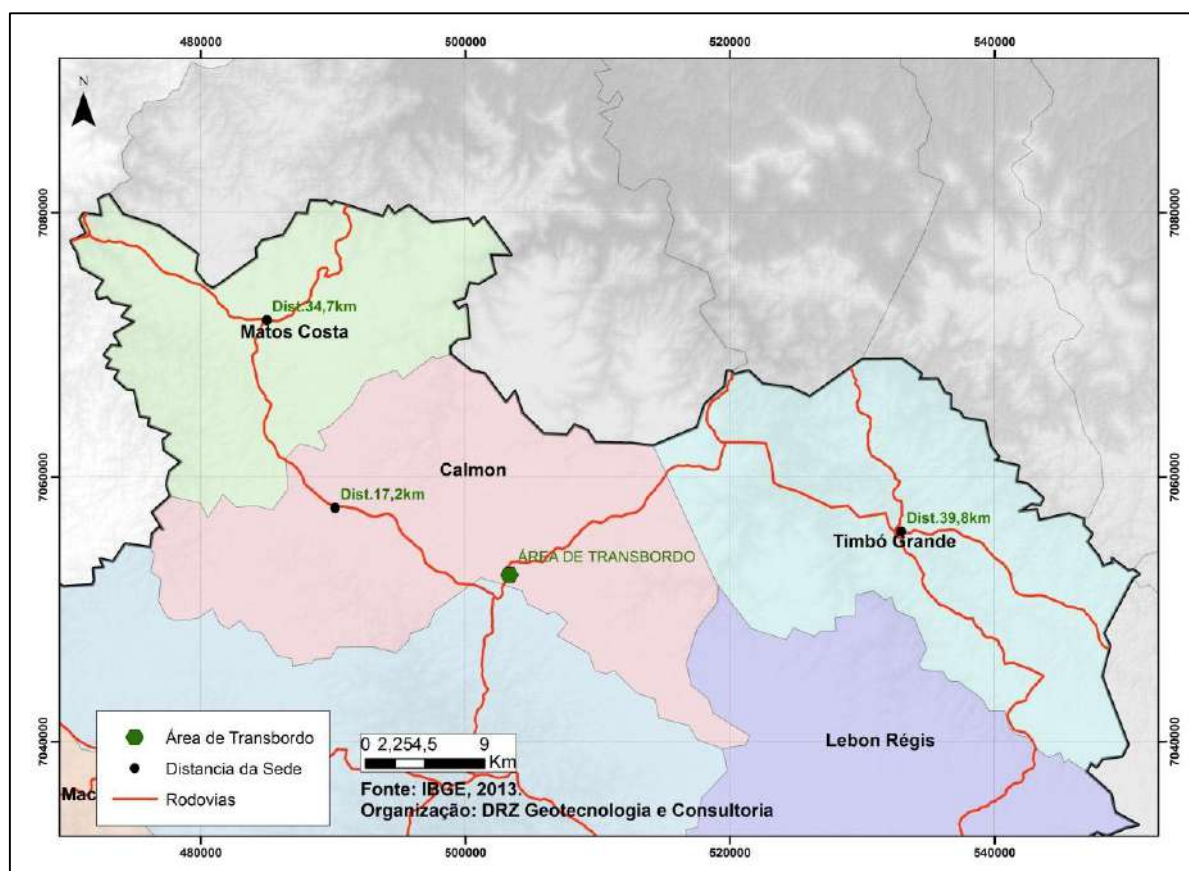 480000
500000
520000
540000
N
7080000
7080000
Dist.34,7km
Matos Costa
Calmon
7060000
7060000
Dist.17,2km
Dist.39,8km
Timbó Grande
ÁREA DE TRANSBORDO
7040000
7040000
Lebon Régis
Mac
Área de Transbordo
Distancia da Sede
Rodovias
0 2,254,5 9
Km
Fonte: IBGE, 2013.
Organização: DRZ Geotecnologia e Consultoria
480000
500000
520000
540000